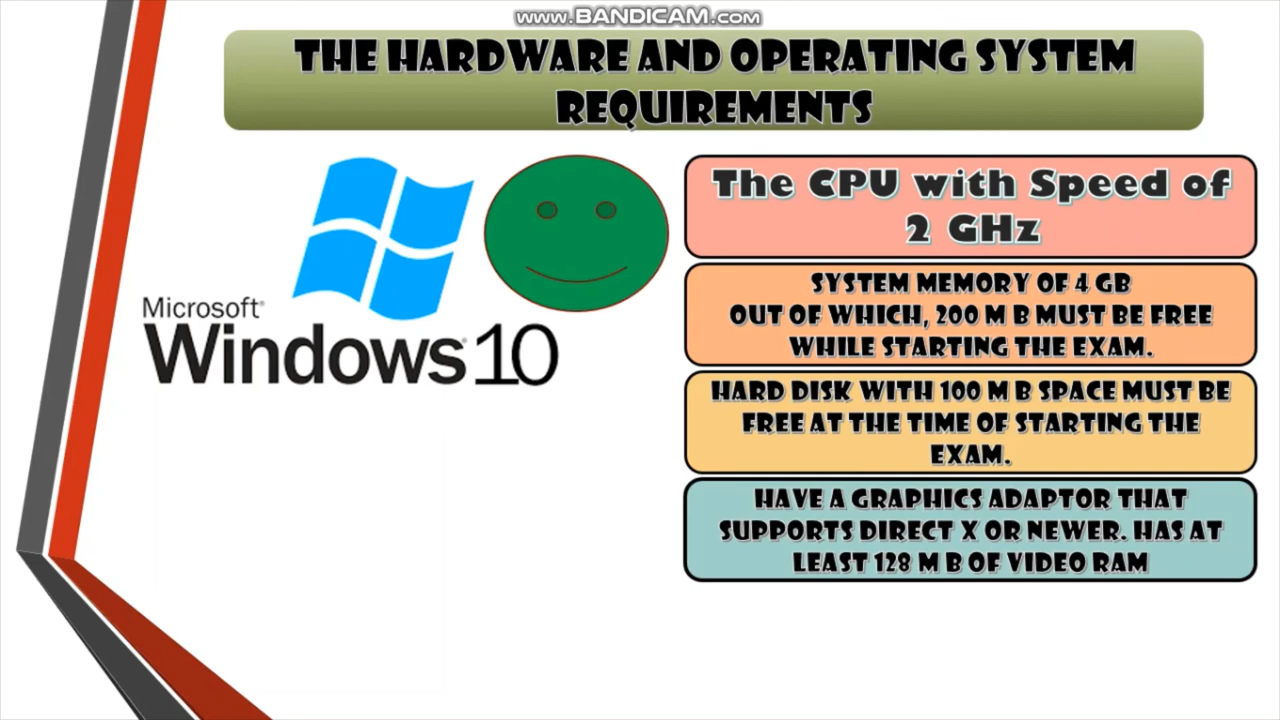 www.BANDICAM.com
THE HARDWARE AND OPERATING SYSTEM
REQUIREMENTS
Microsoft®
Windows® 10
The CPU with Speed of
2 GHz
SYSTEM MEMORY OF 4 GB
OUT OF WHICH, 200 M B MUST BE FREE
WHILE STARTING THE EXAM.
HARD DISK WITH 100 M B SPACE MUST BE
FREE AT THE TIME OF STARTING THE
EXAM.
HAVE A GRAPHICS ADAPTOR THAT
SUPPORTS DIRECT X OR NEWER. HAS AT
LEAST 128 M B OF VIDEO RAM